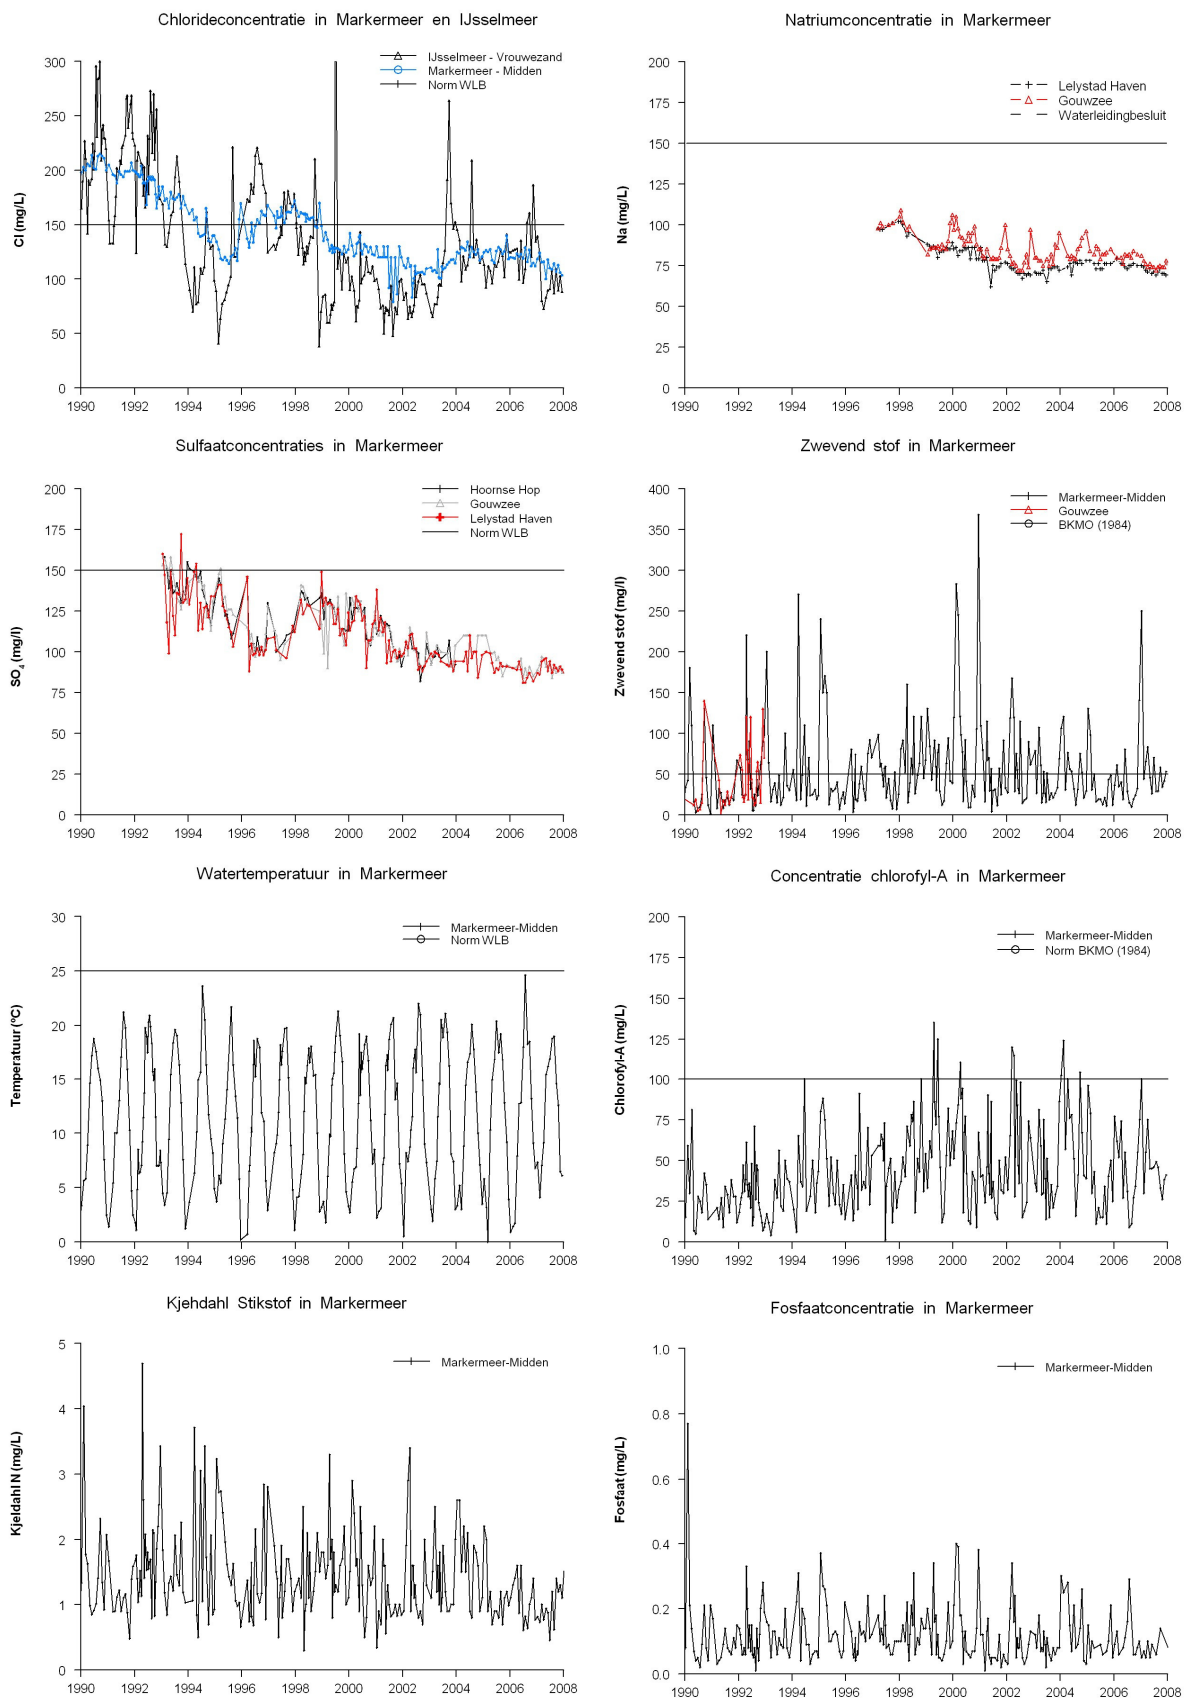 Chlorideconcentratie in Markermeer en IJsselmeer
Cl (mg/L)
IJsselmeer - Vrouwezand
Markermeer - Midden
Norm WLB
300
250
200
150
100
50
0
1990 1992 1994 1996 1998 2000 2002 2004 2006 2008
Natriumconcentratie in Markermeer
Na (mg/L)
Lelystad Haven
Gouwzee
Waterleidingbesluit
200
175
150
125
100
75
50
25
0
1990 1992 1994 1996 1998 2000 2002 2004 2006 2008
Sulfaatconcentraties in Markermeer
SO4 (mg/l)
Hoornse Hop
Gouwzee
Lelystad Haven
Norm WLB
200
175
150
125
100
75
50
25
0
1990 1992 1994 1996 1998 2000 2002 2004 2006 2008
Zwevend stof in Markermeer
Zwevend stof (mg/l)
Markermeer-Midden
Gouwzee
BKMO (1984)
400
350
300
250
200
150
100
50
0
1990 1992 1994 1996 1998 2000 2002 2004 2006 2008
Watertemperatuur in Markermeer
Temperatuur (ºC)
Markermeer-Midden
Norm WLB
30
25
20
15
10
5
0
1990 1992 1994 1996 1998 2000 2002 2004 2006 2008
Concentratie chlorofyl-A in Markermeer
Chlorofyl-A (mg/L)
Markermeer-Midden
Norm BKMO (1984)
200
175
150
125
100
75
50
25
0
1990 1992 1994 1996 1998 2000 2002 2004 2006 2008
Kjehdahl Stikstof in Markermeer
Kjeldahl N (mg/L)
Markermeer-Midden
5
4
3
2
1
0
1990 1992 1994 1996 1998 2000 2002 2004 2006 2008
Fosfaatconcentratie in Markermeer
Fosfaat (mg/L)
Markermeer-Midden
1.0
0.8
0.6
0.4
0.2
0.0
1990 1992 1994 1996 1998 2000 2002 2004 2006 2008